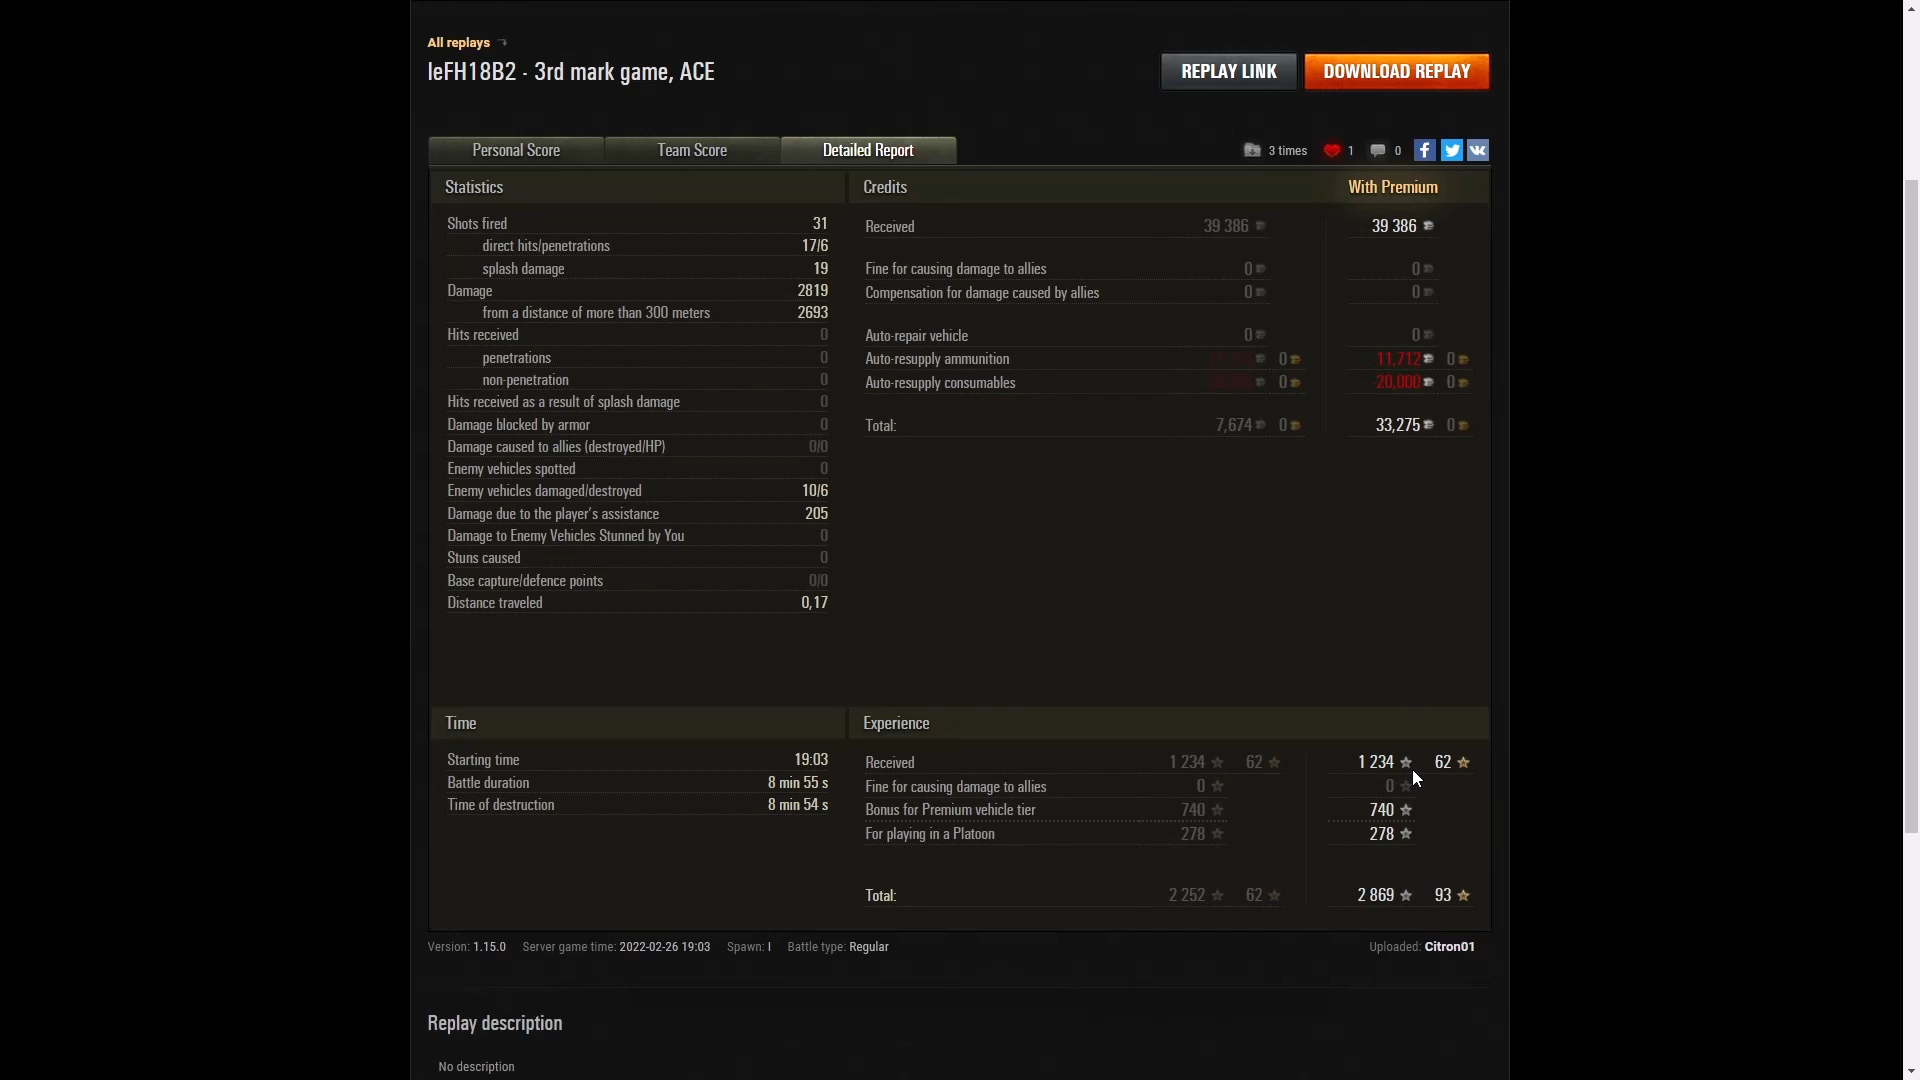 All replays
leFH18B2 - 3rd mark game, ACE
REPLAY LINK
DOWNLOAD REPLAY
Personal Score
Team Score
Detailed Report
3 times
1
0
Statistics
Shots fired 31
direct hits/penetrations 17/6
splash damage 19
Damage 2819
from a distance of more than 300 meters 2693
Hits received 0
penetrations 0
non-penetration 0
Hits received as a result of splash damage 0
Damage blocked by armor 0
Damage caused to allies (destroyed/HP) 0/0
Enemy vehicles spotted 0
Enemy vehicles damaged/destroyed 10/6
Damage due to the player's assistance 205
Damage to Enemy Vehicles Stunned by You 0
Stuns caused 0
Base capture/defence points 0/0
Distance traveled 0,17
Credits With Premium
Received 39 386 39 386
Fine for causing damage to allies 0 0
Compensation for damage caused by allies 0 0
Auto-repair vehicle 0 0
Auto-resupply ammunition 0 11,712 0
Auto-resupply consumables 0 20,000 0
Total: 7,674 0 33,275 0
Time
Starting time 19:03
Battle duration 8 min 55 s
Time of destruction 8 min 54 s
Experience
Received 1 234 62 1 234 62
Fine for causing damage to allies 0 0
Bonus for Premium vehicle tier 740 740
For playing in a Platoon 278 278
Total: 2 252 62 2 869 93
Version: 1.15.0 Server game time: 2022-02-26 19:03 Spawn: I Battle type: Regular
Uploaded: Citron01
Replay description
No description